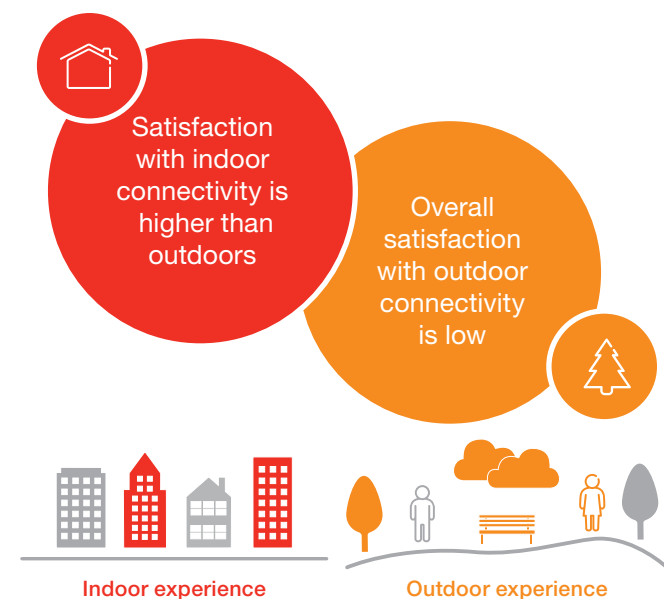 Satisfaction
with indoor
connectivity is
higher than
outdoors
Overall
satisfaction
with outdoor
connectivity
is low
Indoor experience
Outdoor experience